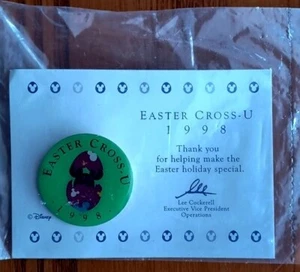 EASTER CROSS-U
1998
Thank you
for helping make the
Easter holiday special.
Lee
Lee Cockerell
Executive Vice President
Operations
EASTER CROSS-U
1998
©Disney